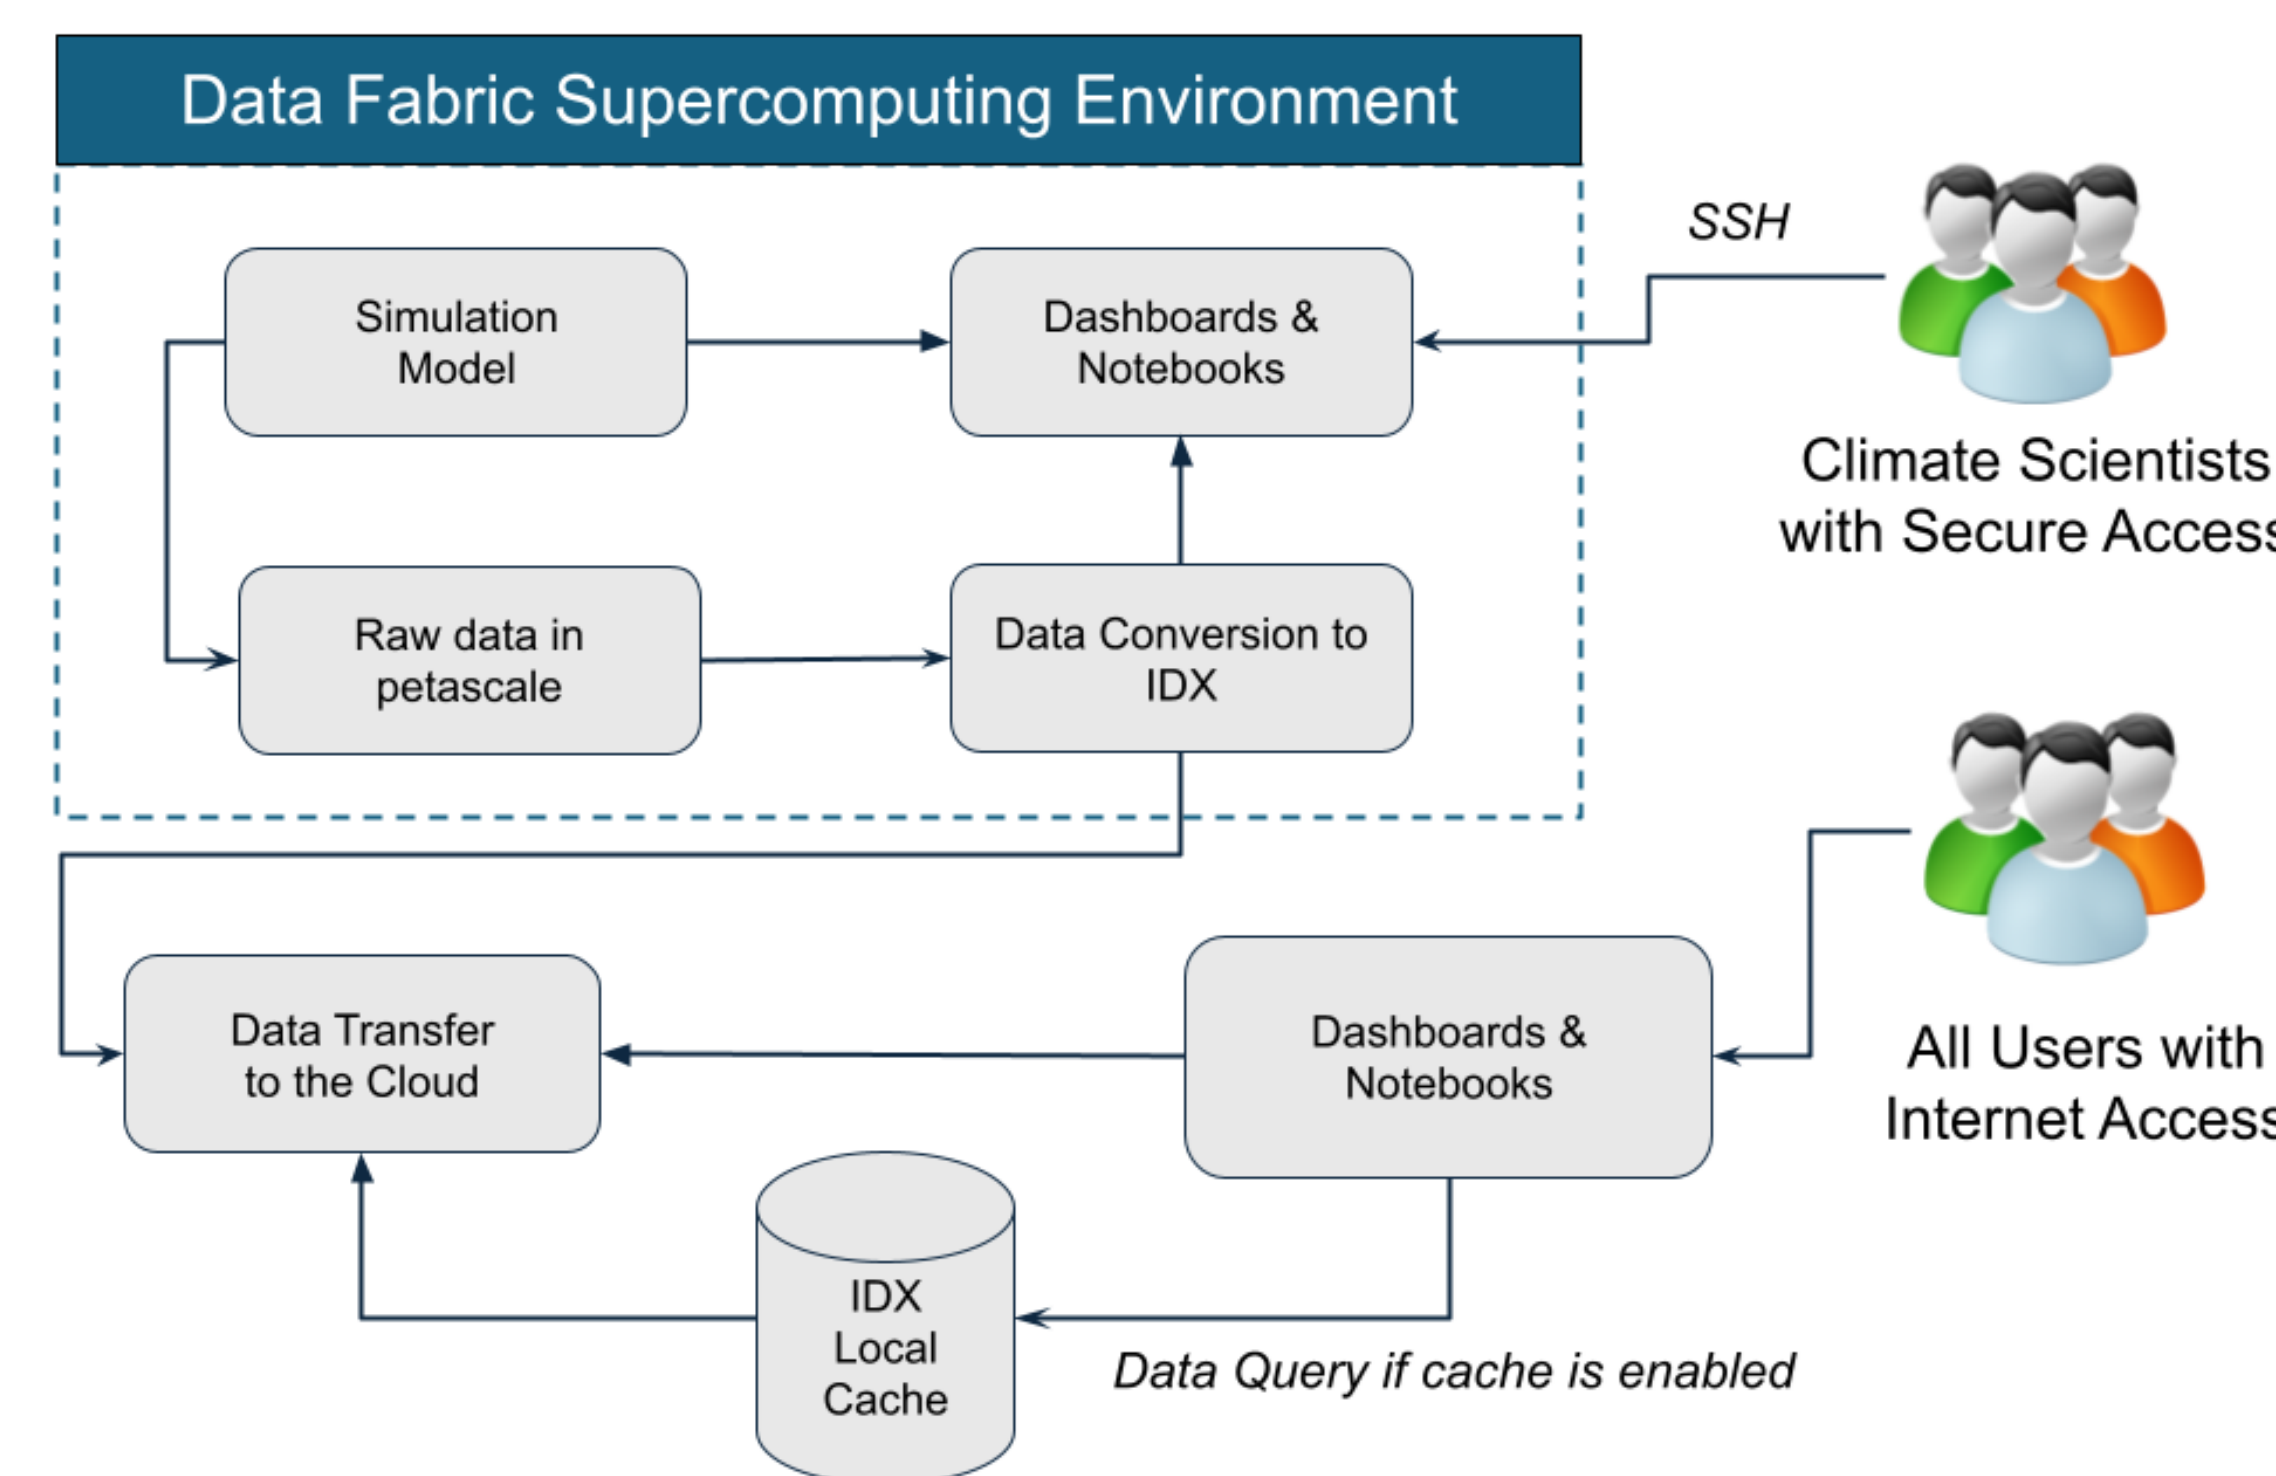 Data Fabric Supercomputing Environment
SSH
Simulation
Model
Dashboards &
Notebooks
Climate Scientists
with Secure Access
Raw data in
petascale
Data Conversion to
IDX
Data Transfer
to the Cloud
Dashboards &
Notebooks
All Users with
Internet Access
IDX
Local
Cache
Data Query if cache is enabled